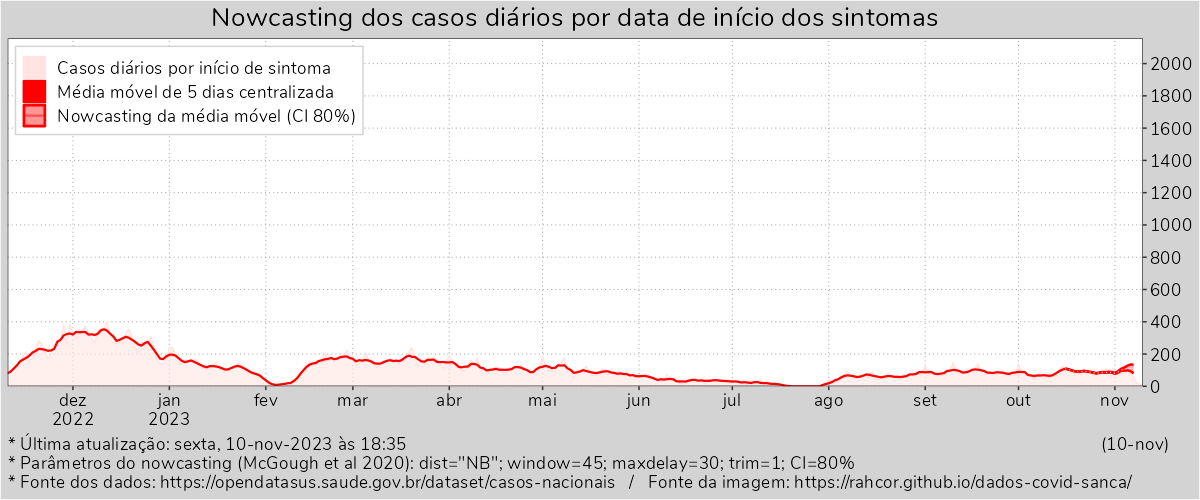 Nowcasting dos casos diários por data de início dos sintomas
Casos diários por início de sintoma
Média móvel de 5 dias centralizada
Nowcasting da média móvel (CI 80%)
2000
1800
1600
1400
1200
1000
800
600
400
200
0
dez jan fev mar abr mai jun jul ago set out nov
2022 2023
* Última atualização: sexta, 10-nov-2023 às 18:35 (10-nov)
* Parâmetros do nowcasting (McGough et al 2020): dist="NB"; window=45; maxdelay=30; trim=1; CI=80%
* Fonte dos dados: https://opendatasus.saude.gov.br/dataset/casos-nacionais / Fonte da imagem: https://rahcor.github.io/dados-covid-sanca/